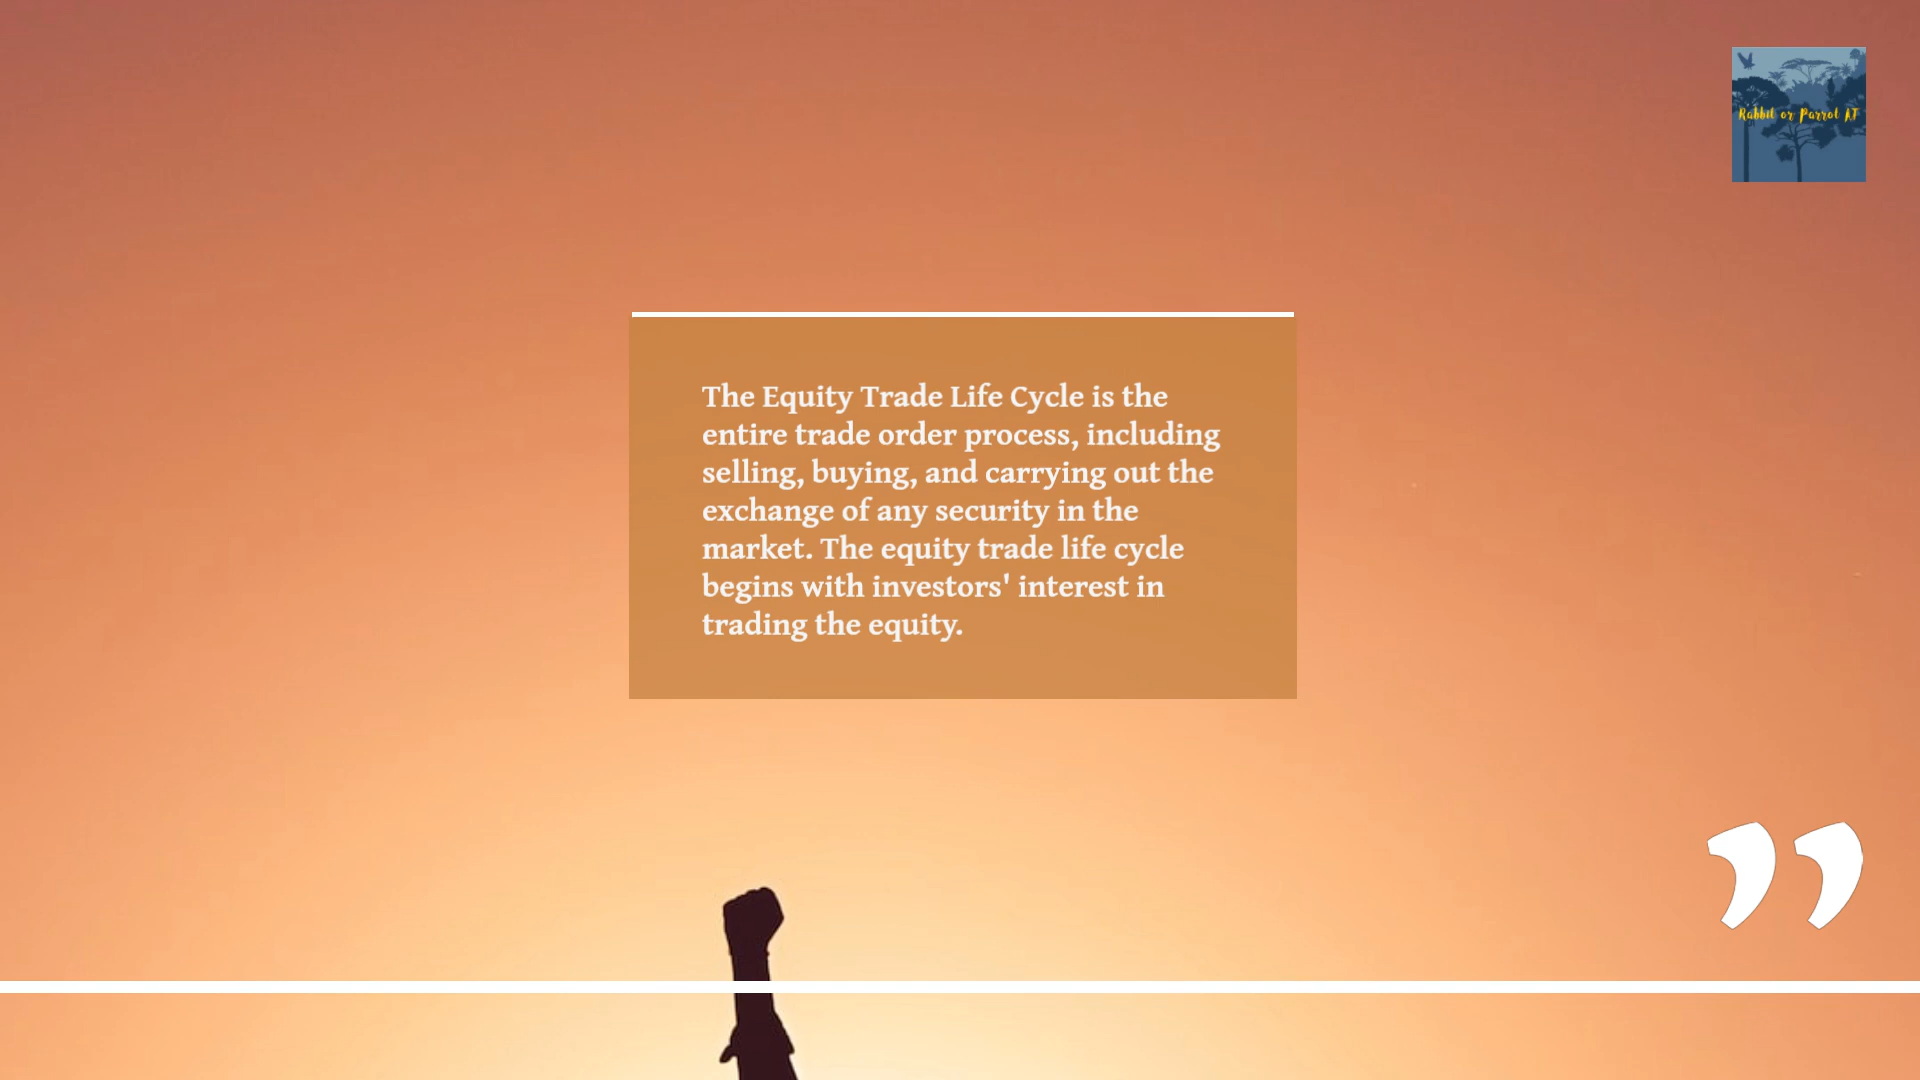 Rabbit or Parrot AT
The Equity Trade Life Cycle is the
entire trade order process, including
selling, buying, and carrying out the
exchange of any security in the
market. The equity trade life cycle
begins with investors' interest in
trading the equity.
”